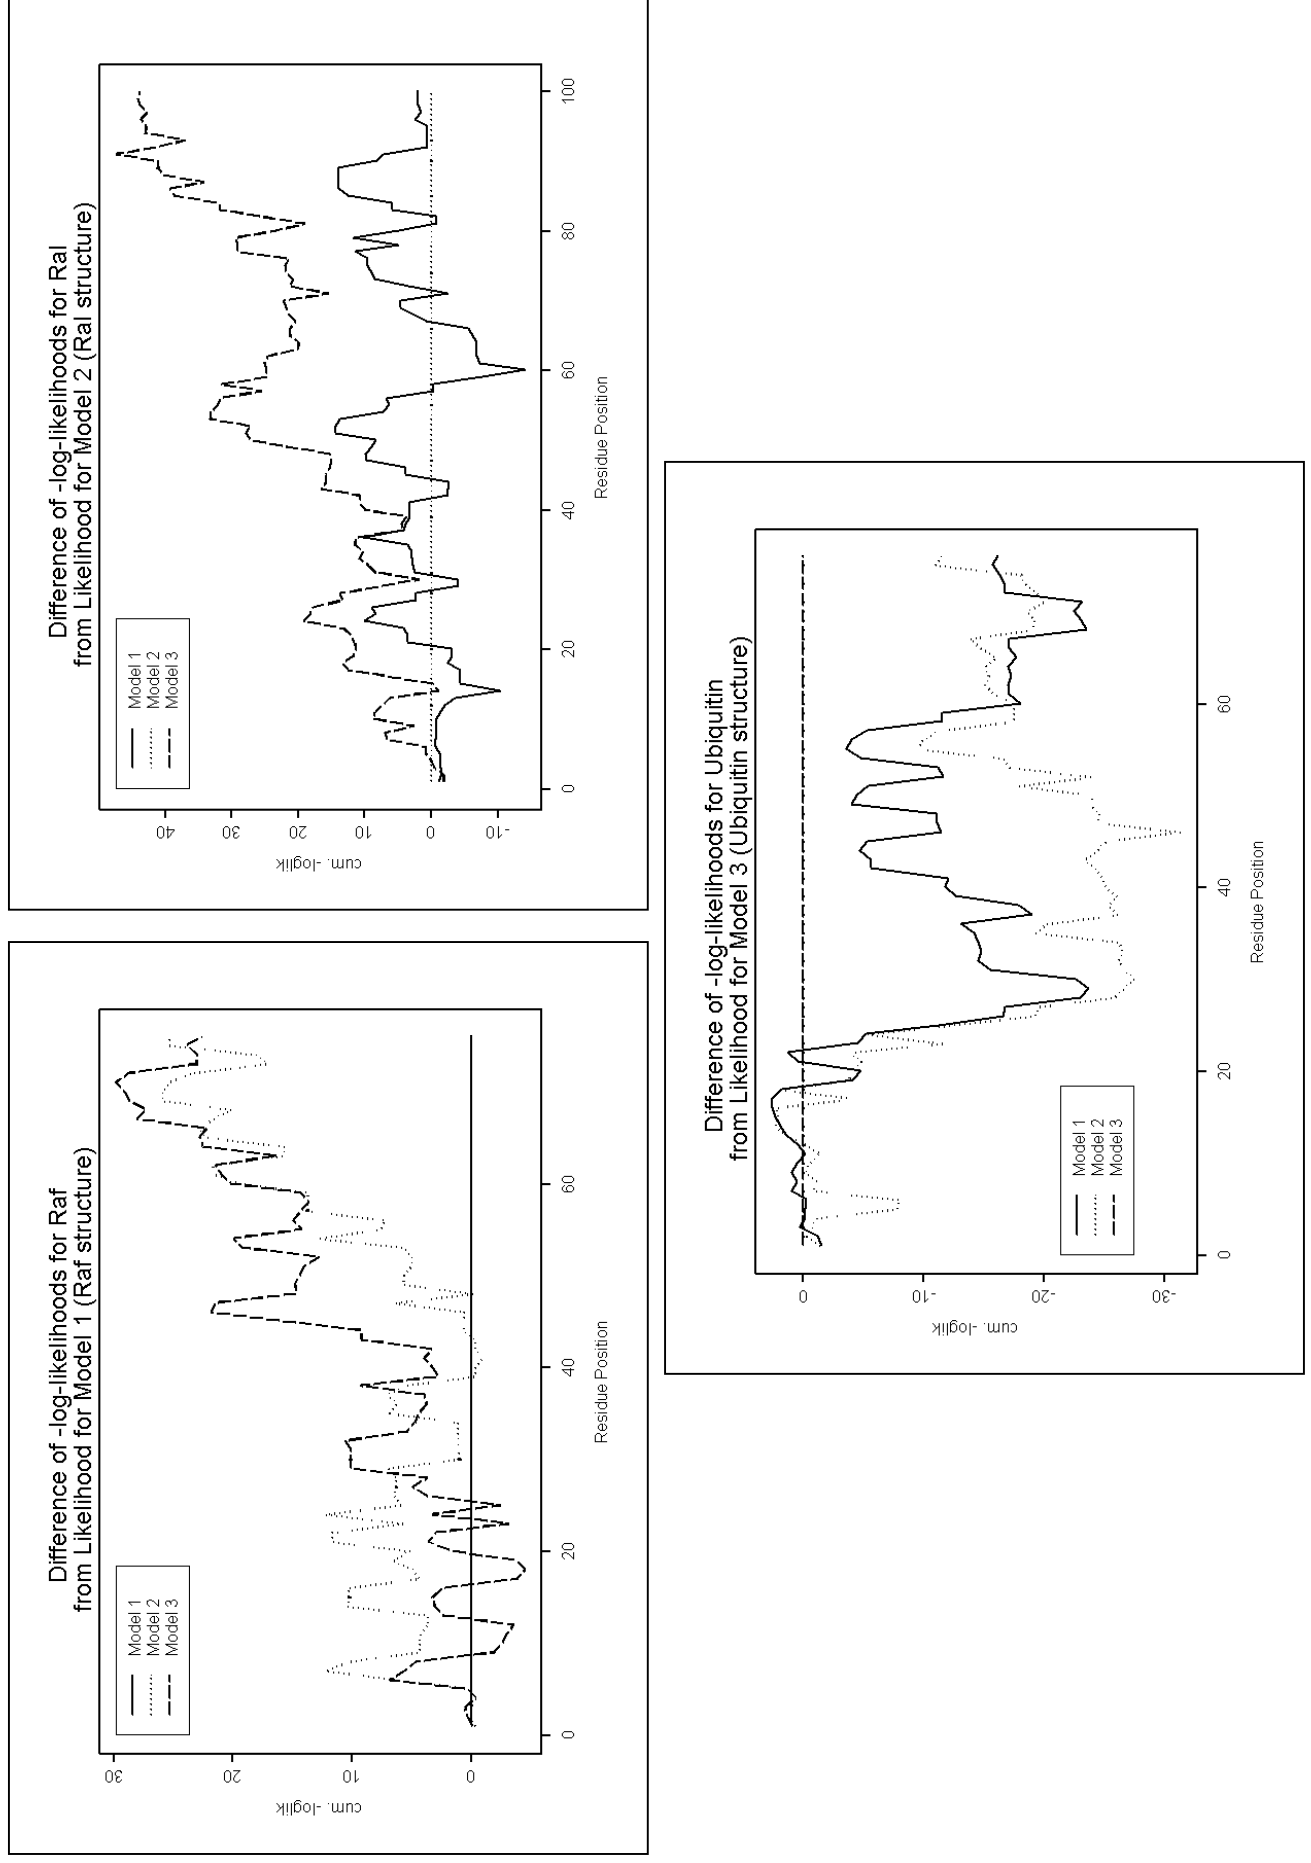 Difference of -log-likelihoods for Raf
from Likelihood for Model 1 (Raf structure)
Model 1
Model 2
Model 3
cum. -loglik
30
20
10
0
0
20
40
60
Residue Position
Difference of -log-likelihoods for Ral
from Likelihood for Model 2 (Ral structure)
Model 1
Model 2
Model 3
cum. -loglik
40
30
20
10
0
-10
0
20
40
60
80
100
Residue Position
Difference of -log-likelihoods for Ubiquitin
from Likelihood for Model 3 (Ubiquitin structure)
Model 1
Model 2
Model 3
cum. -loglik
0
-10
-20
-30
0
20
40
60
Residue Position